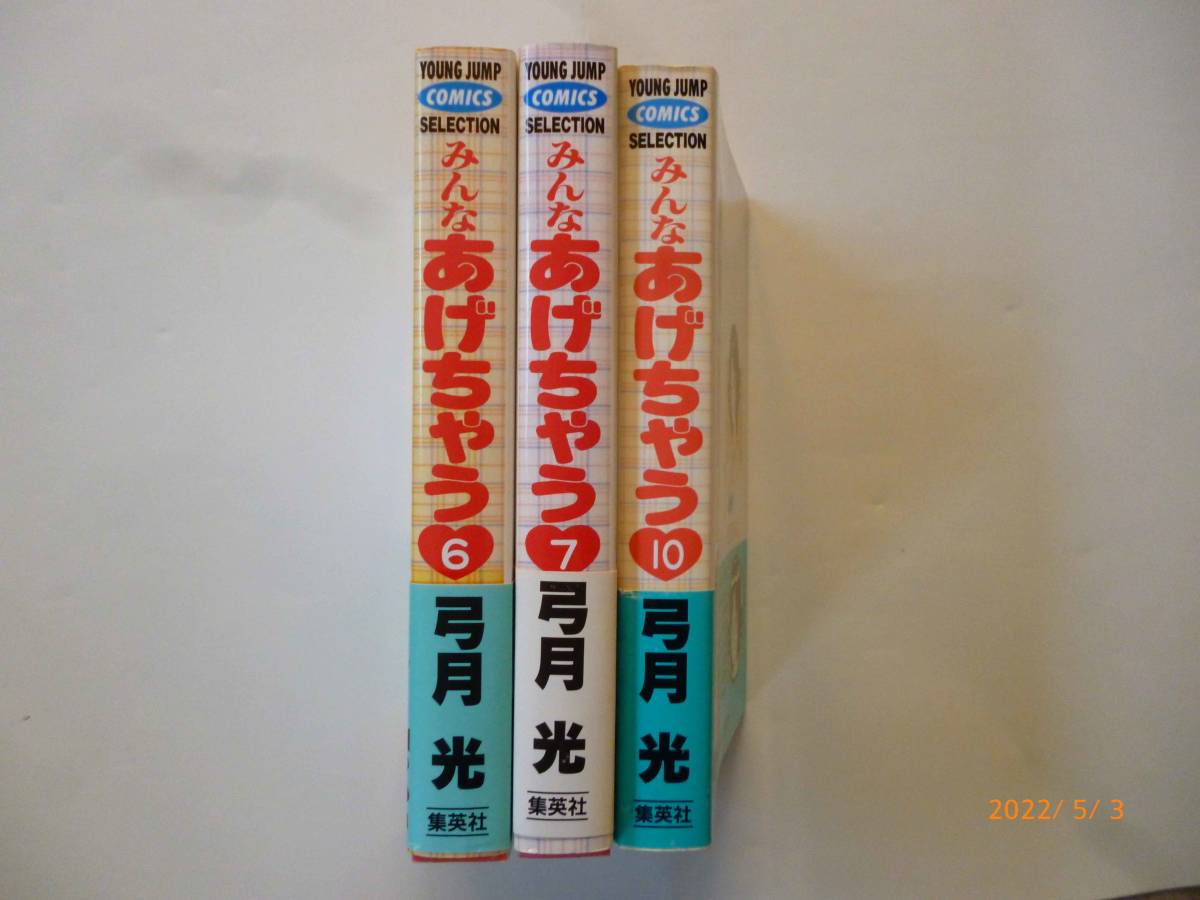 YOUNG JUMP
COMICS
SELECTION
みんな
あげちゃう
6
弓月 光
集英社
YOUNG JUMP
COMICS
SELECTION
みんな
あげちゃう
7
弓月 光
集英社
YOUNG JUMP
COMICS
SELECTION
みんな
あげちゃう
10
弓月 光
集英社
2022/ 5/ 3